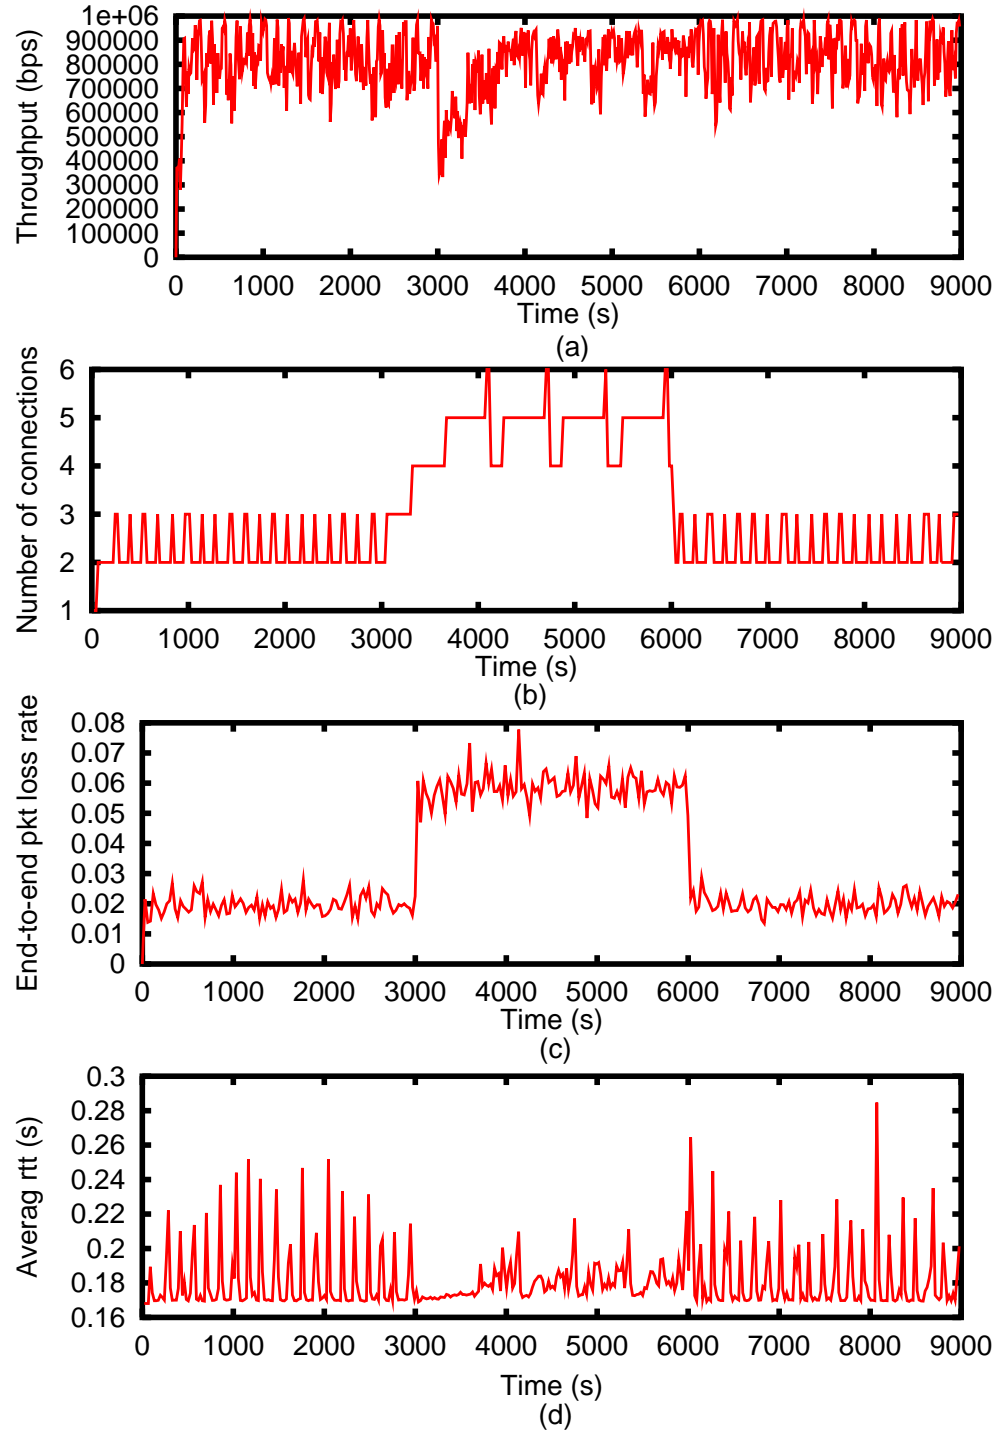 Throughput (bps)
1e+06
900000
800000
700000
600000
500000
400000
300000
200000
100000
0
0 1000 2000 3000 4000 5000 6000 7000 8000 9000
Time (s)
(a)
Number of connections
6
5
4
3
2
1
0 1000 2000 3000 4000 5000 6000 7000 8000 9000
Time (s)
(b)
End-to-end pkt loss rate
0.08
0.07
0.06
0.05
0.04
0.03
0.02
0.01
0
0 1000 2000 3000 4000 5000 6000 7000 8000 9000
Time (s)
(c)
Averag rtt (s)
0.3
0.28
0.26
0.24
0.22
0.2
0.18
0.16
0 1000 2000 3000 4000 5000 6000 7000 8000 9000
Time (s)
(d)